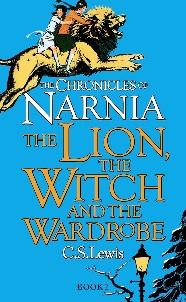 THE CHRONICLES OF
NARNIA
THE LION,
THE
WITCH
AND THE
WARDROBE
C.S. Lewis
BOOK 2